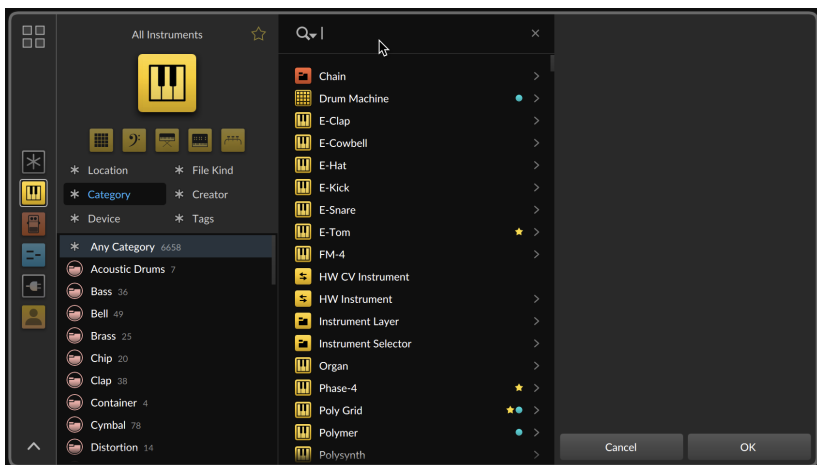 All Instruments
Location
File Kind
Category
Creator
Device
Tags
Any Category 6658
Acoustic Drums 7
Bass 36
Bell 49
Brass 25
Chip 20
Clap 38
Container 4
Cymbal 78
Distortion 14
Chain
Drum Machine
E-Clap
E-Cowbell
E-Hat
E-Kick
E-Snare
E-Tom
FM-4
HW CV Instrument
HW Instrument
Instrument Layer
Instrument Selector
Organ
Phase-4
Poly Grid
Polymer
Polysynth
Cancel
OK